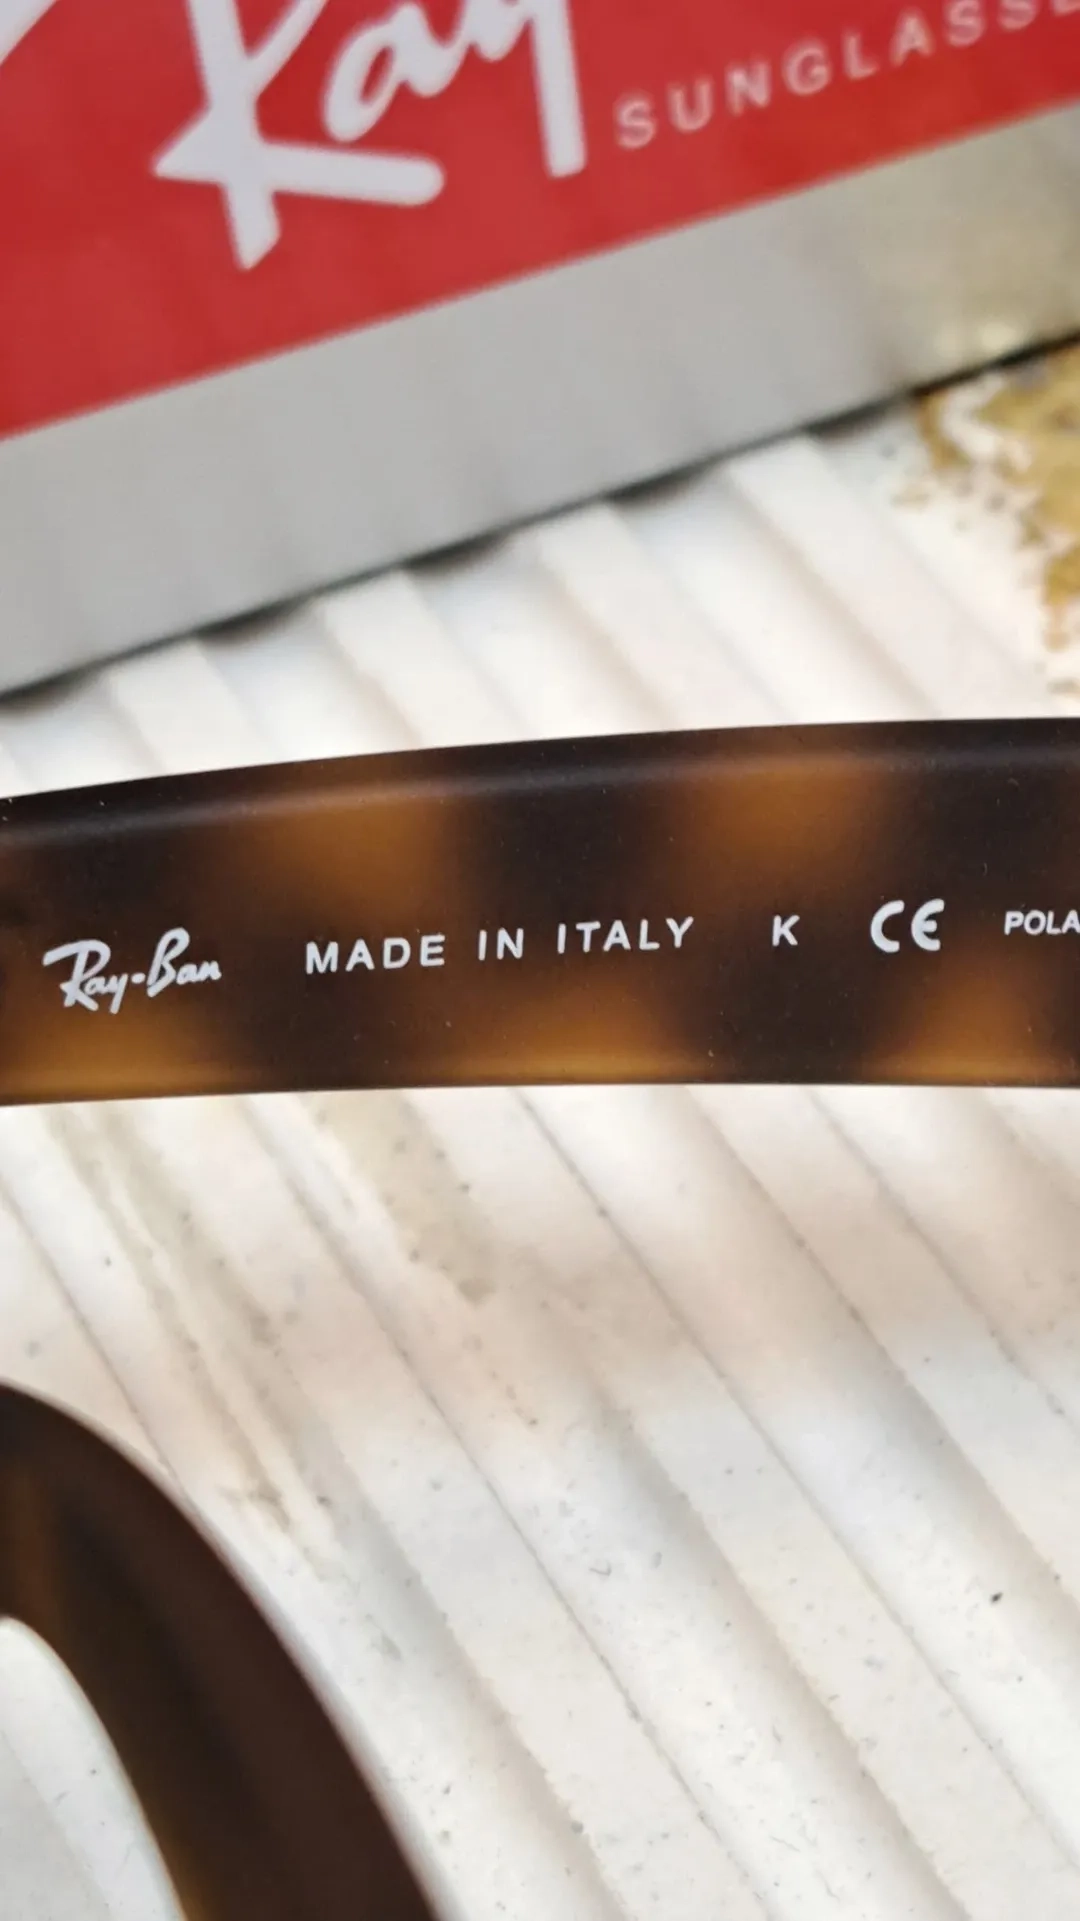 Ray
SUNGLASSE
Ray-Ban MADE IN ITALY K CE POLA